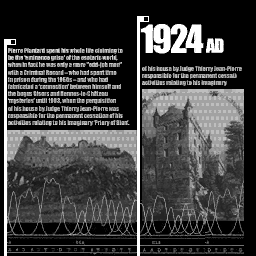 Pierre Plantard spent his whole life claiming to
be the 'eminence grise' of the esoteric world,
when in fact he was only a mere "odd-job man"
with a Criminal Record – who had spent time
in prison during the 1950s – and who had
fabricated a 'connection' between himself and
the bogus Olsors and Rennes-le-Château
'mysteries' until 1993, when the perquisition
of his house by Judge Thierry Jean-Pierre was
responsible for the permanent cessation of his
activities relating to his imaginary 'Priory of Sion'.
1924 AD
of his house by Judge Thierry Jean-Pierre
responsible for the permanent cessati
activities relating to his imaginary